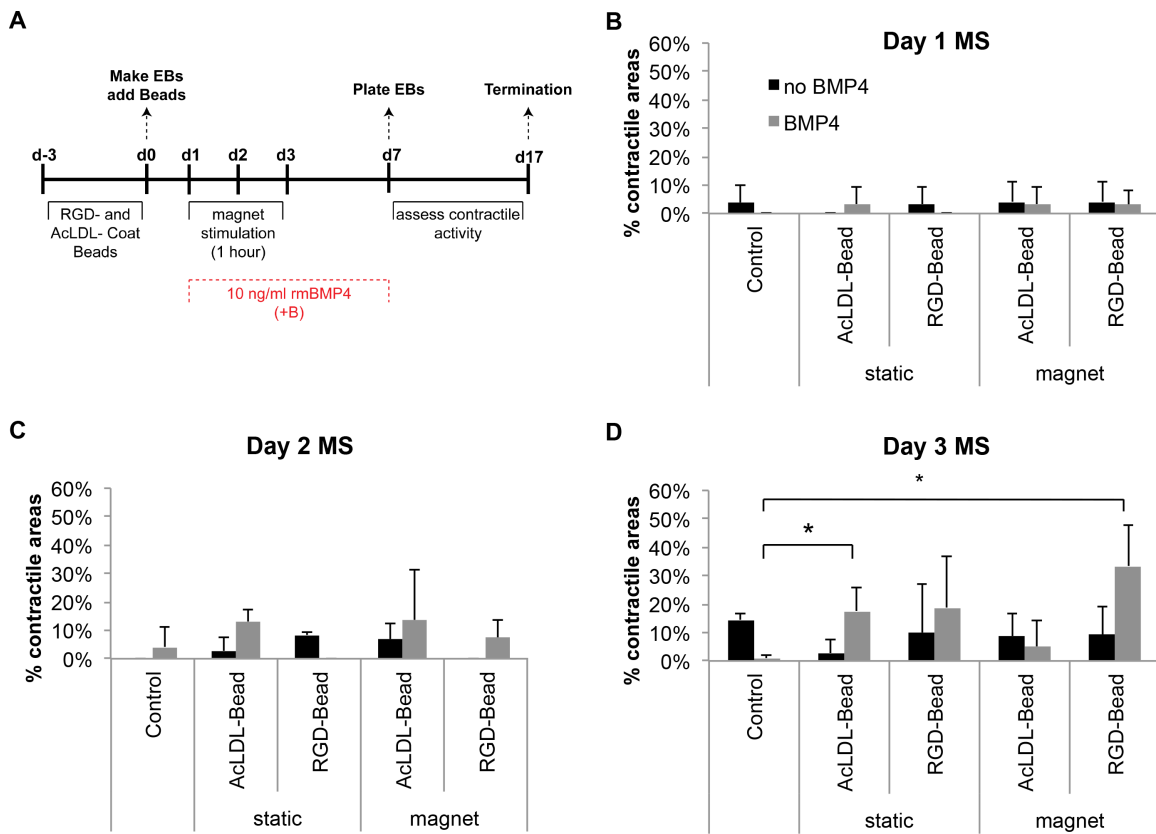 A
Make EBs
add Beads
Plate EBs
Termination
d-3
d0
d1
d2
d3
d7
d17
RGD- and
AcLDL- Coat
Beads
magnet
stimulation
(1 hour)
assess contractile
activity
10 ng/ml rmBMP4
(+B)
B
Day 1 MS
% contractile areas
60%
50%
40%
30%
20%
10%
0%
no BMP4
BMP4
Control
AcLDL-Bead
RGD-Bead
AcLDL-Bead
RGD-Bead
static
magnet
C
Day 2 MS
% contractile areas
60%
50%
40%
30%
20%
10%
0%
Control
AcLDL-Bead
RGD-Bead
AcLDL-Bead
RGD-Bead
static
magnet
D
Day 3 MS
% contractile areas
60%
50%
40%
30%
20%
10%
0%
*
*
Control
AcLDL-Bead
RGD-Bead
AcLDL-Bead
RGD-Bead
static
magnet